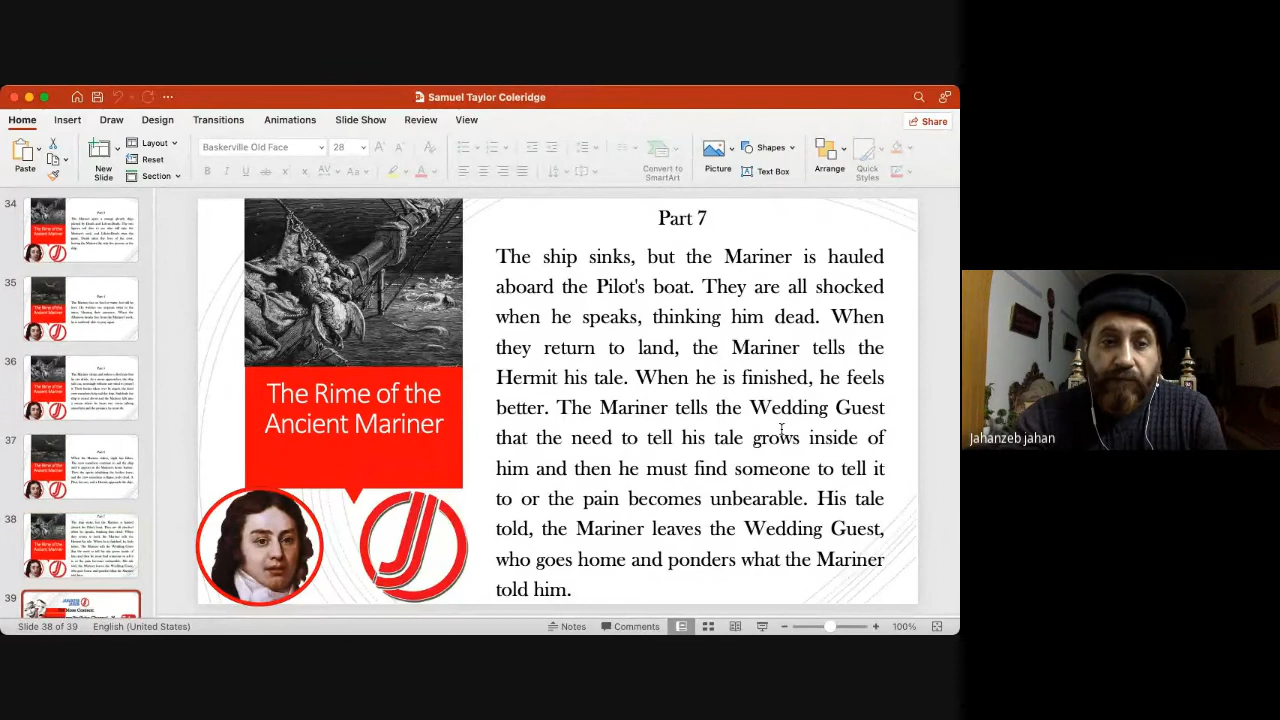 Samuel Taylor Coleridge
Home Insert Draw Design Transitions Animations Slide Show Review View
Share
Paste
New
Slide
Layout
Reset
Section
Baskerville Old Face 28
Convert to
SmartArt
Picture
Shapes
Text Box
Arrange
Quick
Styles
34
35
36
37
38
39
Part 7
The ship sinks, but the Mariner is hauled
aboard the Pilot's boat. They are all shocked
when he speaks, thinking him dead. When
they return to land, the Mariner tells the
Hermit his tale. When he is finished, he feels
better. The Mariner tells the Wedding Guest
that the need to tell his tale grows inside of
him and then he must find someone to tell it
to or the pain becomes unbearable. His tale
told, the Mariner leaves the Wedding Guest,
who goes home and ponders what the Mariner
told him.
The Rime of the
Ancient Mariner
Jahanzeb jahan
Slide 38 of 39 English (United States)
Notes Comments
100%